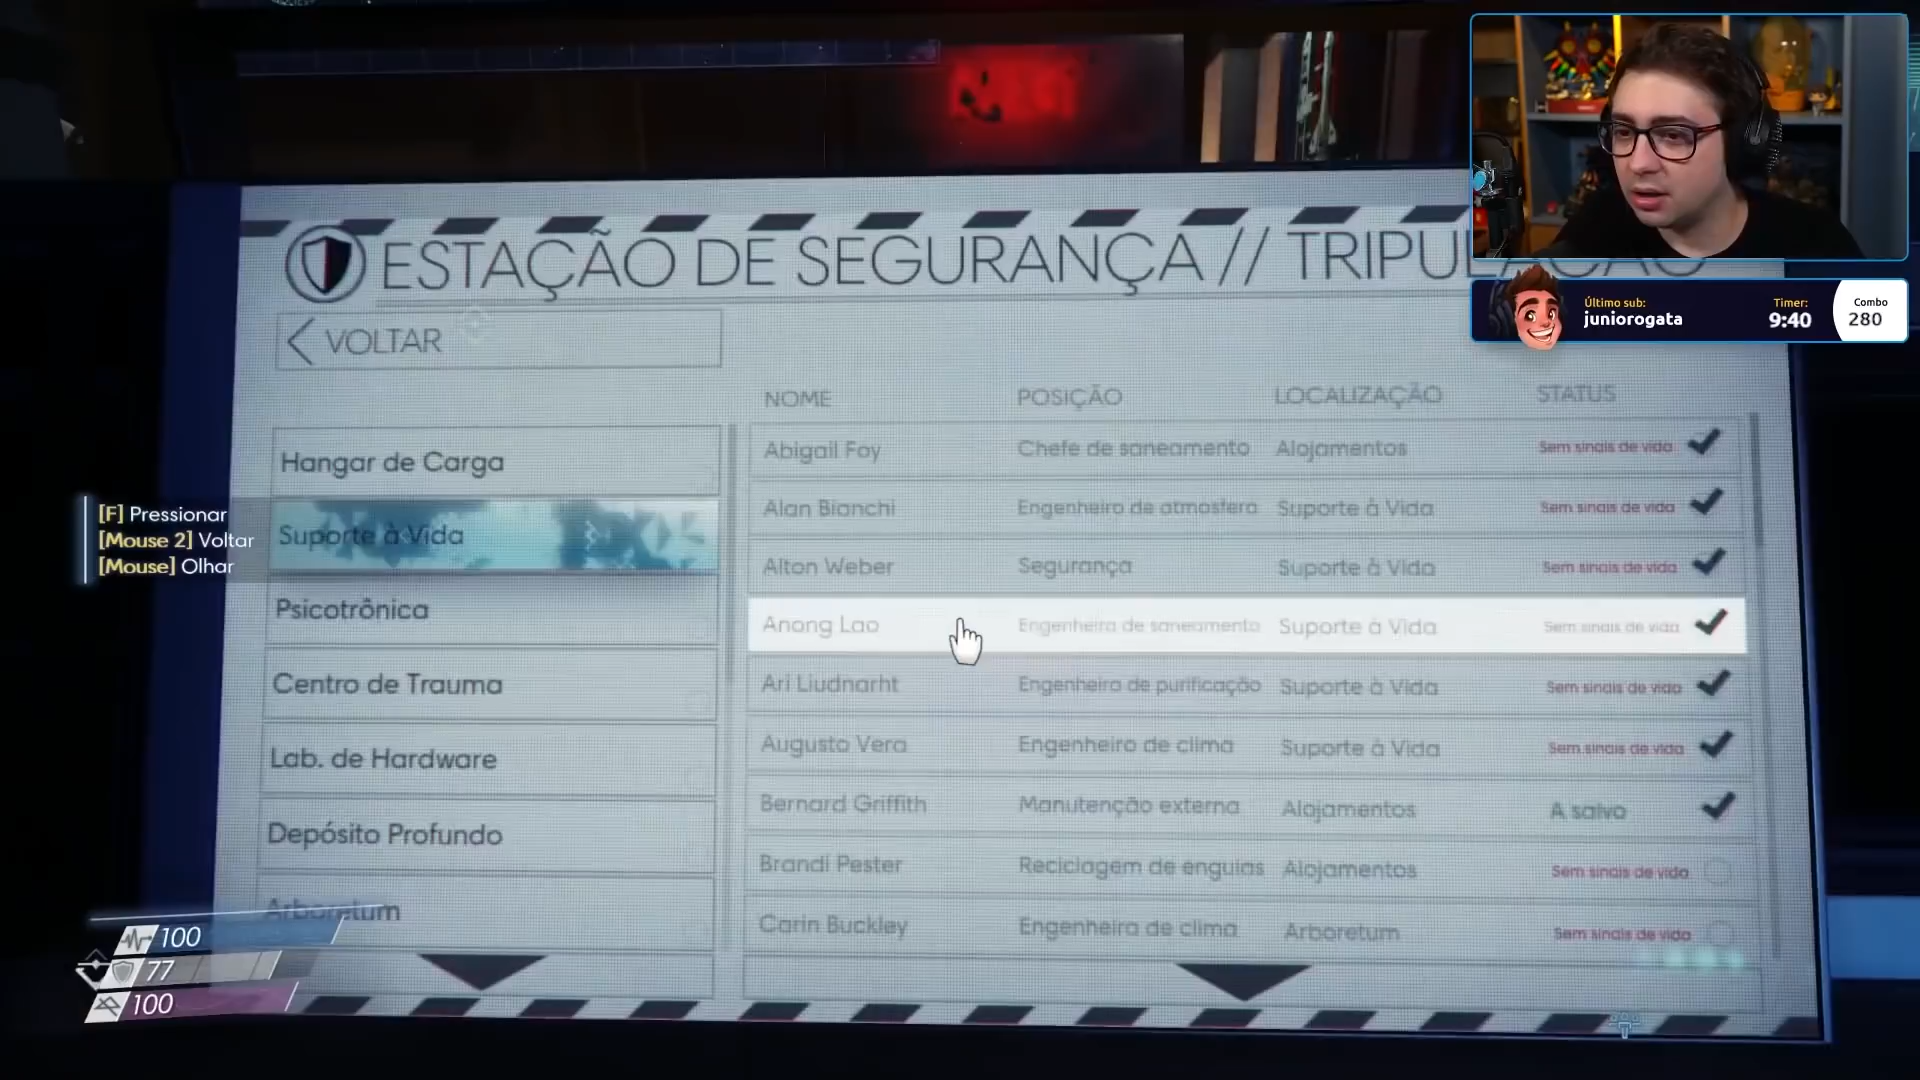 ESTAÇÃO DE SEGURANÇA // TRIPULAÇÃO
VOLTAR
Último sub:
juniorogata
Timer:
9:40
Combo
280
NOME POSIÇÃO LOCALIZAÇÃO STATUS
Hangar de Carga
Suporte à Vida
Psicotrônica
Centro de Trauma
Lab. de Hardware
Depósito Profundo
Arboretum
Abigail Foy Chefe de saneamento Alojamentos Sem sinais de vida
Alan Bianchi Engenheiro de atmosfera Suporte à Vida Sem sinais de vida
Alton Weber Segurança Suporte à Vida Sem sinais de vida
Anong Lao Engenheira de saneamento Suporte à Vida Sem sinais de vida
Ari Liudnarht Engenheiro de purificação Suporte à Vida Sem sinais de vida
Augusto Vera Engenheiro de clima Suporte à Vida Sem sinais de vida
Bernard Griffith Manutenção externa Alojamentos A salvo
Brandi Pester Reciclagem de enguias Alojamentos Sem sinais de vida
Carin Buckley Engenheira de clima Arboretum Sem sinais de vida
[F] Pressionar
[Mouse 2] Voltar
[Mouse] Olhar
100
77
100